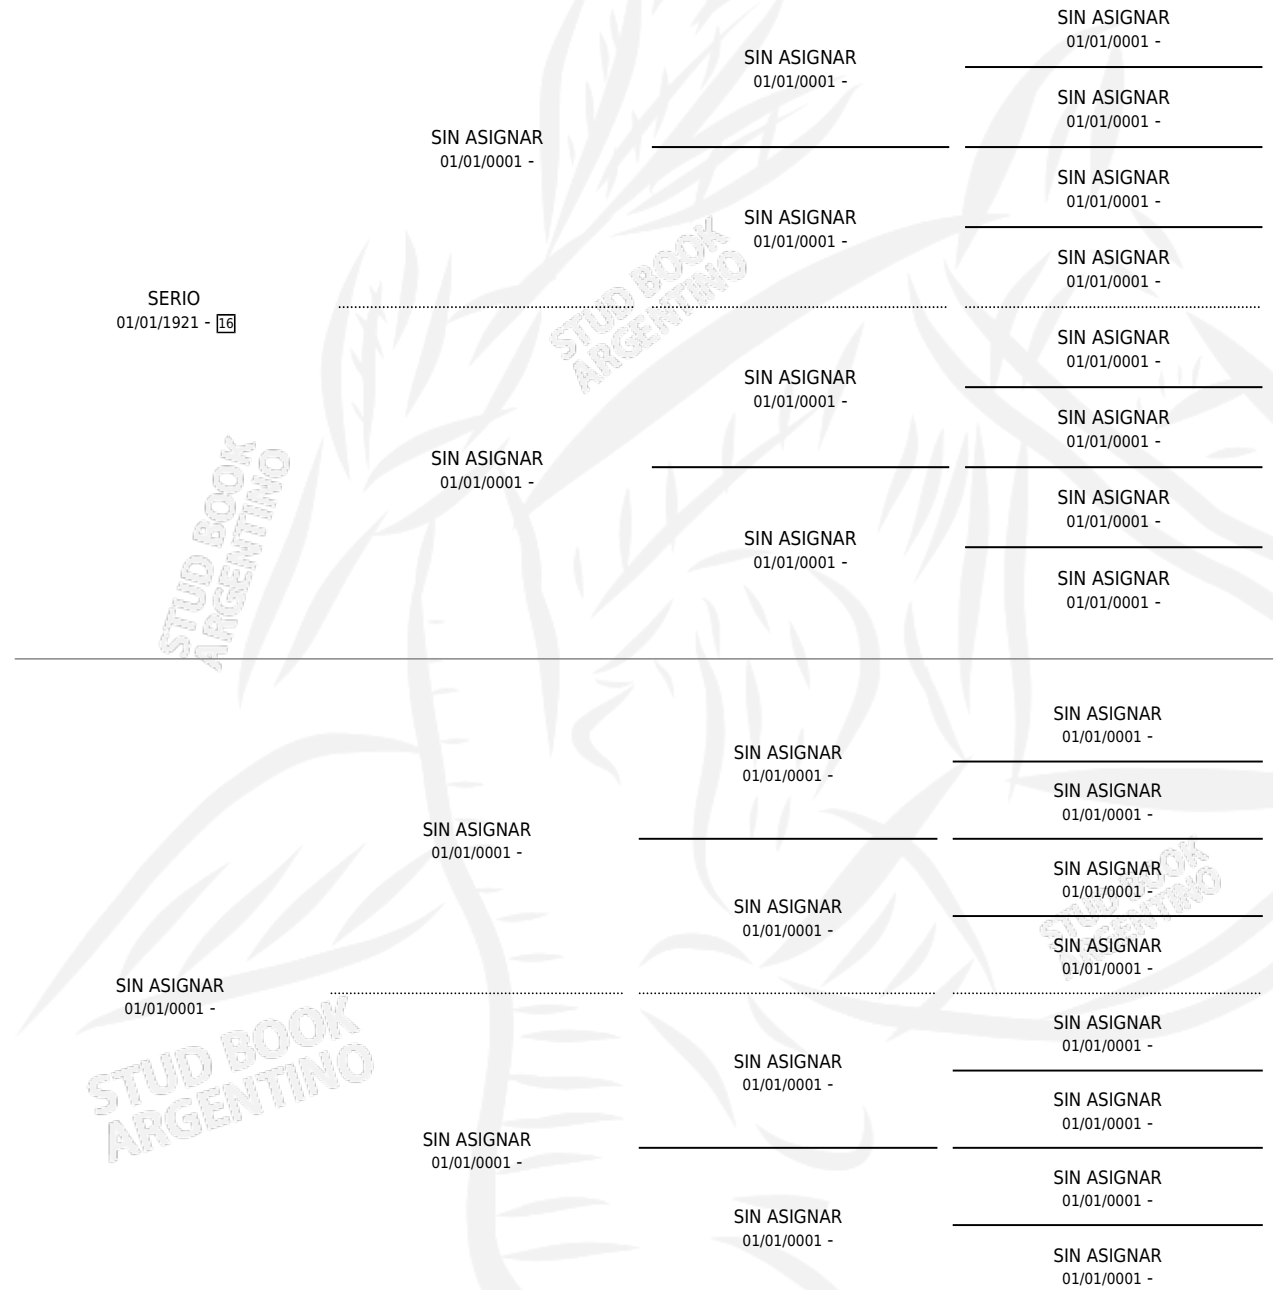 SIN ASIGNAR
01/01/0001 -
SIN ASIGNAR
01/01/0001 -
SIN ASIGNAR
01/01/0001 -
SIN ASIGNAR
01/01/0001 -
SIN ASIGNAR
01/01/0001 -
SIN ASIGNAR
01/01/0001 -
SIN ASIGNAR
01/01/0001 -
STUD BOOK
ARGENTINO
SERIO
01/01/1921 - 16
SIN ASIGNAR
01/01/0001 -
SIN ASIGNAR
01/01/0001 -
SIN ASIGNAR
01/01/0001 -
SIN ASIGNAR
01/01/0001 -
SIN ASIGNAR
01/01/0001 -
SIN ASIGNAR
01/01/0001 -
SIN ASIGNAR
01/01/0001 -
STUD BOOK
ARGENTINO
SIN ASIGNAR
01/01/0001 -
SIN ASIGNAR
01/01/0001 -
SIN ASIGNAR
01/01/0001 -
SIN ASIGNAR
01/01/0001 -
SIN ASIGNAR
01/01/0001 -
SIN ASIGNAR
01/01/0001 -
SIN ASIGNAR
01/01/0001 -
STUD BOOK
ARGENTINO
SIN ASIGNAR
01/01/0001 -
SIN ASIGNAR
01/01/0001 -
STUD BOOK
ARGENTINO
SIN ASIGNAR
01/01/0001 -
SIN ASIGNAR
01/01/0001 -
SIN ASIGNAR
01/01/0001 -
SIN ASIGNAR
01/01/0001 -
SIN ASIGNAR
01/01/0001 -
SIN ASIGNAR
01/01/0001 -